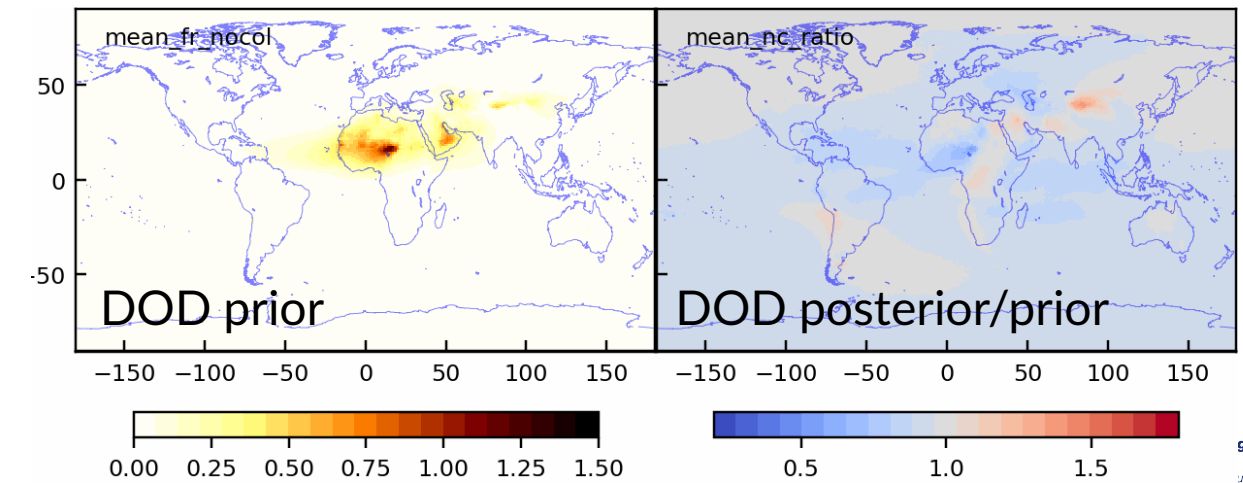 mean_fr_nocol
mean_nc_ratio
50
0
-50
DOD prior
DOD posterior/prior
−150 −100 −50 0 50 100 150
−150 −100 −50 0 50 100 150
0.00 0.25 0.50 0.75 1.00 1.25 1.50
0.5 1.0 1.5